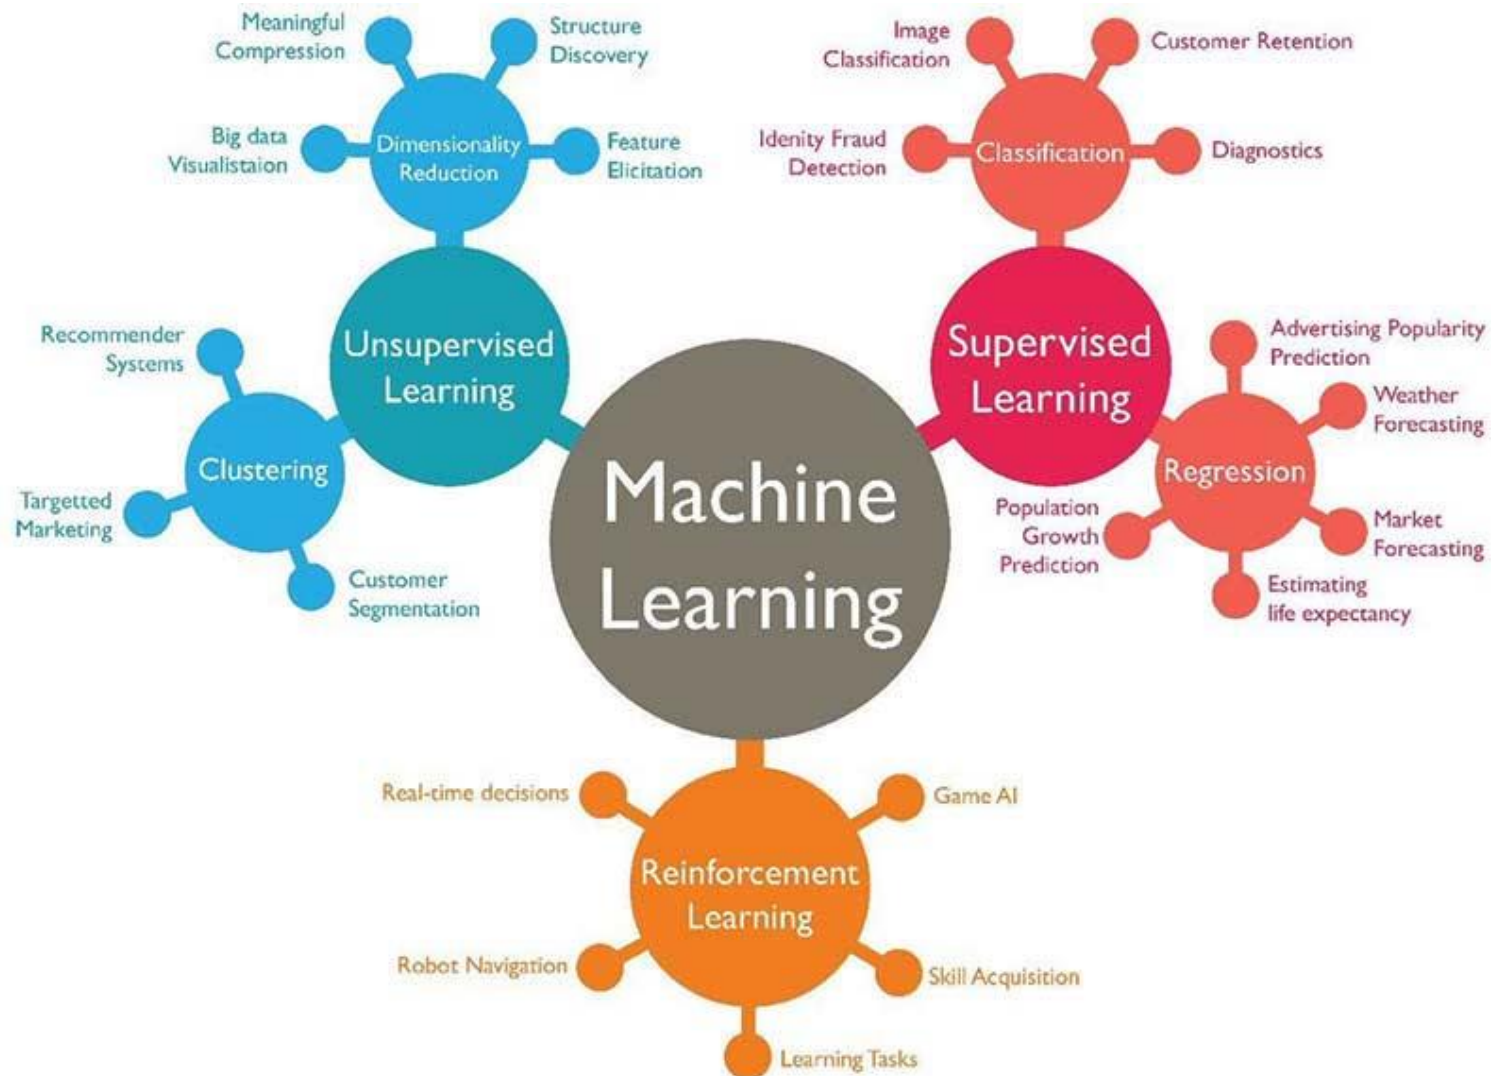 Meaningful
Compression
Structure
Discovery
Big data
Visualistaion
Dimensionality
Reduction
Feature
Elicitation
Image
Classification
Customer Retention
Idenity Fraud
Detection
Classification
Diagnostics
Unsupervised
Learning
Recommender
Systems
Clustering
Targetted
Marketing
Customer
Segmentation
Machine
Learning
Supervised
Learning
Advertising Popularity
Prediction
Weather
Forecasting
Regression
Population
Growth
Prediction
Market
Forecasting
Estimating
life expectancy
Real-time decisions
Game AI
Reinforcement
Learning
Robot Navigation
Skill Acquisition
Learning Tasks